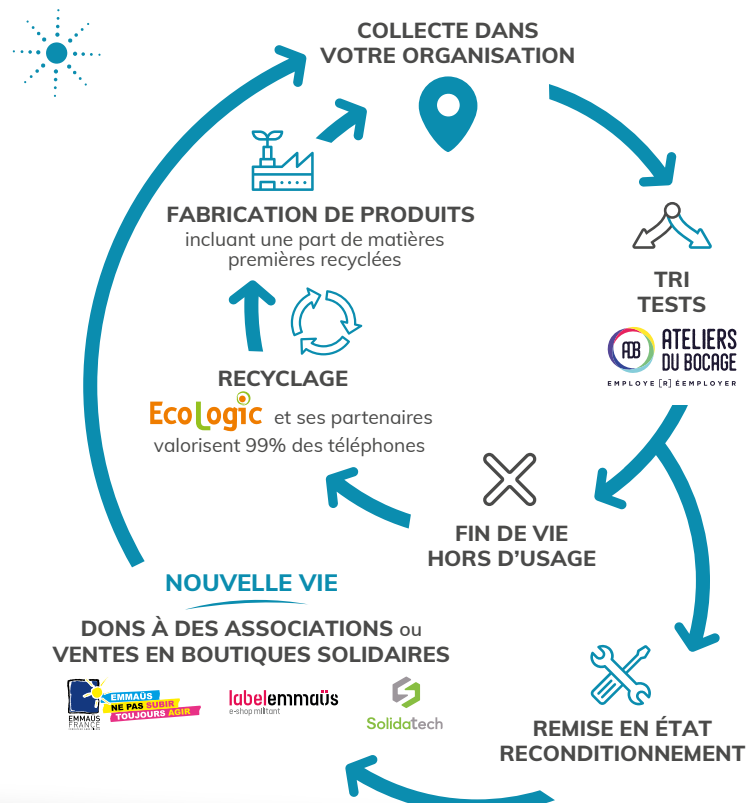 COLLECTE DANS
VOTRE ORGANISATION
FABRICATION DE PRODUITS
incluant une part de matières
premières recyclées
TRI
TESTS
ADB ATELIERS
DU BOCAGE
EMPLOYE [R] ÉEMPLOYER
RECYCLAGE
EcoLogic et ses partenaires
valorisent 99% des téléphones
FIN DE VIE
HORS D'USAGE
NOUVELLE VIE
DONS À DES ASSOCIATIONS ou
VENTES EN BOUTIQUES SOLIDAIRES
EMMAÜS
FRANCE
EMMAÜS
NE PAS SUBIR
TOUJOURS AGIR
labelemmaüs
e-shop militant
Solidatech
REMISE EN ÉTAT
RECONDITIONNEMENT